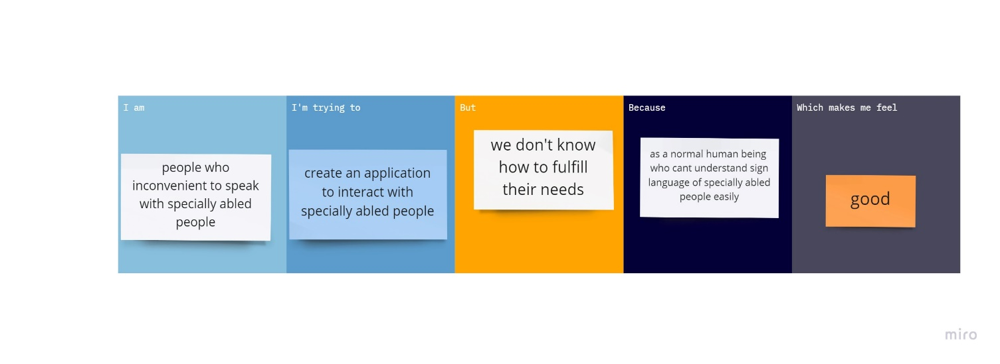 I am
people who
inconvenient to speak
with specially abled
people
I'm trying to
create an application
to interact with
specially abled people
But
we don't know
how to fulfill
their needs
Because
as a normal human being
who cant understand sign
language of specially abled
people easily
Which makes me feel
good
miro